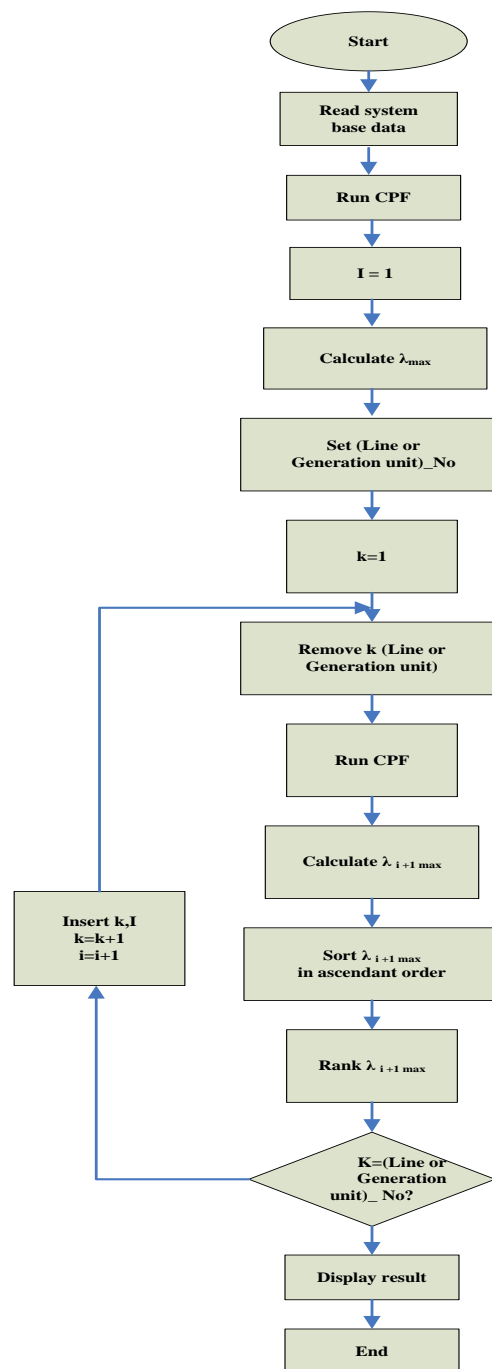 Start
Read system
base data
Run CPF
I = 1
Calculate λmax
Set (Line or
Generation unit)_No
k=1
Remove k (Line or
Generation unit)
Run CPF
Calculate λ i +1 max
Insert k,I
k=k+1
i=i+1
Sort λ i +1 max
in ascendant order
Rank λ i +1 max
K=(Line or
Generation
unit)_ No?
Display result
End